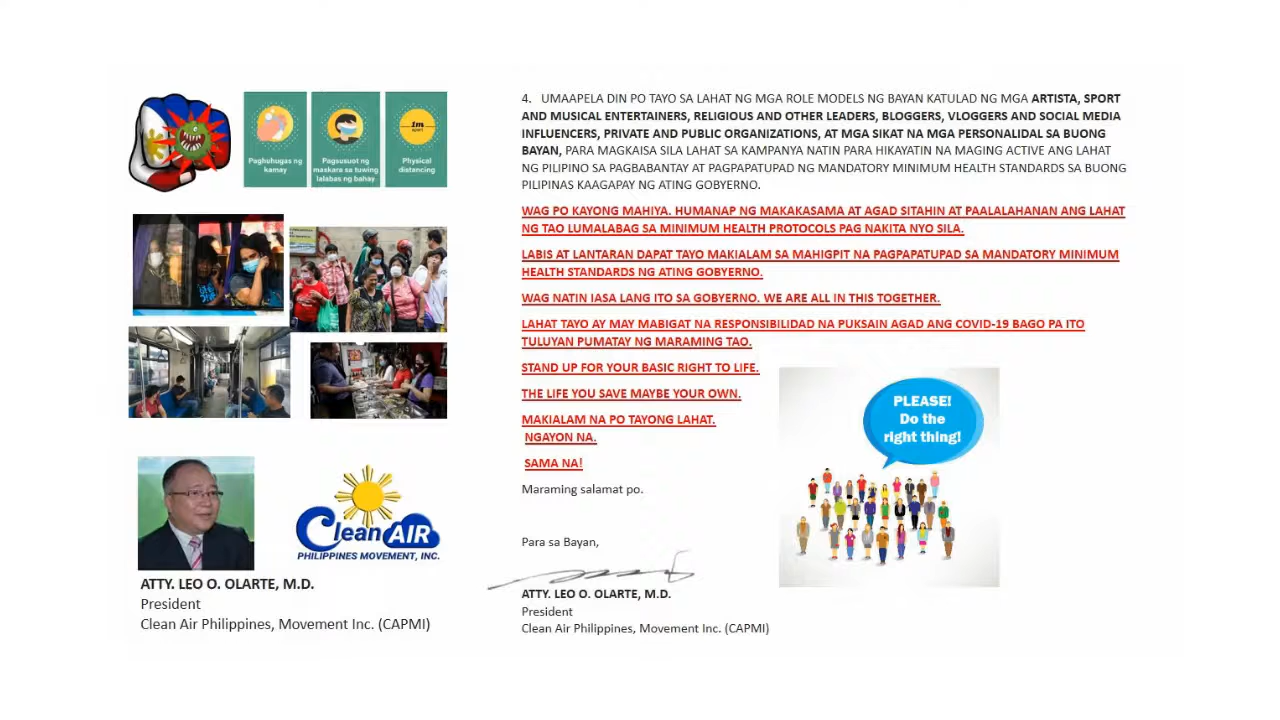 Paghuhugas ng
kamay
Pagsusuot ng
maskara sa tuwing
lalabas ng bahay
1m
apart
Physical
distancing
Clean AIR
PHILIPPINES MOVEMENT, INC.
ATTY. LEO O. OLARTE, M.D.
President
Clean Air Philippines, Movement Inc. (CAPMI)
4. UMAAPELA DIN PO TAYO SA LAHAT NG MGA ROLE MODELS NG BAYAN KATULAD NG MGA ARTISTA, SPORT
AND MUSICAL ENTERTAINERS, RELIGIOUS AND OTHER LEADERS, BLOGGERS, VLOGGERS AND SOCIAL MEDIA
INFLUENCERS, PRIVATE AND PUBLIC ORGANIZATIONS, AT MGA SIKAT NA MGA PERSONALIDAL SA BUONG
BAYAN, PARA MAGKAISA SILA LAHAT SA KAMPANYA NATIN PARA HIKAYATIN NA MAGING ACTIVE ANG LAHAT
NG PILIPINO SA PAGBABANTAY AT PAGPAPATUPAD NG MANDATORY MINIMUM HEALTH STANDARDS SA BUONG
PILIPINAS KAAGAPAY NG ATING GOBYERNO.
WAG PO KAYONG MAHIYA. HUMANAP NG MAKAKASAMA AT AGAD SITAHIN AT PAALALAHANAN ANG LAHAT
NG TAO LUMALABAG SA MINIMUM HEALTH PROTOCOLS PAG NAKITA NYO SILA.
LABIS AT LANTARAN DAPAT TAYO MAKIALAM SA MAHIGPIT NA PAGPAPATUPAD SA MANDATORY MINIMUM
HEALTH STANDARDS NG ATING GOBYERNO.
WAG NATIN IASA LANG ITO SA GOBYERNO. WE ARE ALL IN THIS TOGETHER.
LAHAT TAYO AY MAY MABIGAT NA RESPONSIBILIDAD NA PUKSAIN AGAD ANG COVID-19 BAGO PA ITO
TULUYAN PUMATAY NG MARAMING TAO.
STAND UP FOR YOUR BASIC RIGHT TO LIFE.
THE LIFE YOU SAVE MAYBE YOUR OWN.
MAKIALAM NA PO TAYONG LAHAT.
NGAYON NA.
SAMA NA!
PLEASE!
Do the
right thing!
Maraming salamat po.
Para sa Bayan,
ATTY. LEO O. OLARTE, M.D.
President
Clean Air Philippines, Movement Inc. (CAPMI)